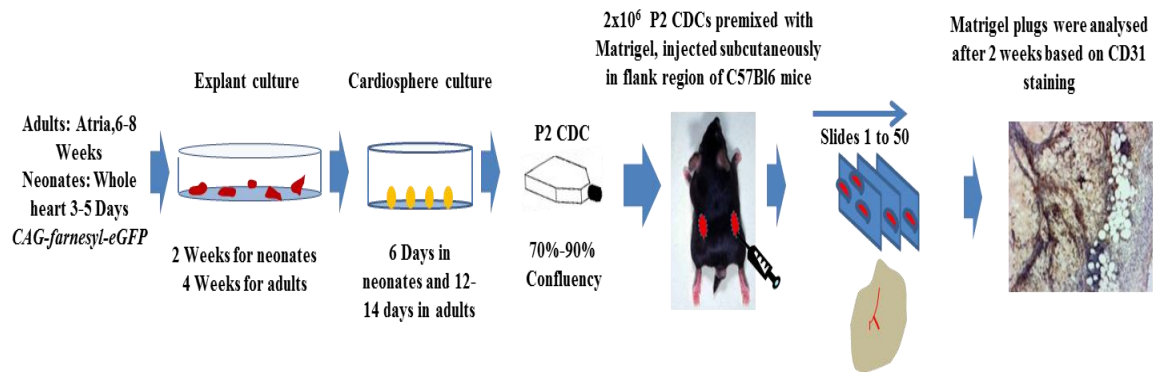 Adults: Atria,6-8
Weeks
Neonates: Whole
heart 3-5 Days
CAG-farnesyl-eGFP
Explant culture
2 Weeks for neonates
4 Weeks for adults
Cardiosphere culture
6 Days in
neonates and 12-
14 days in adults
P2 CDC
70%-90%
Confluency
2x10⁶ P2 CDCs premixed with
Matrigel, injected subcutaneously
in flank region of C57Bl6 mice
Slides 1 to 50
Matrigel plugs were analysed
after 2 weeks based on CD31
staining